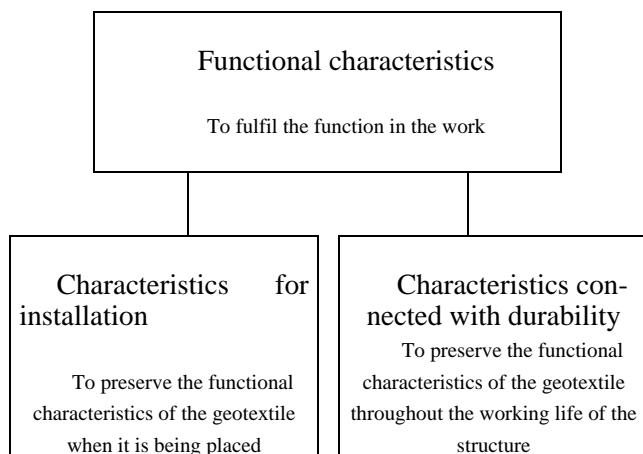 Functional characteristics
To fulfil the function in the work
Characteristics for
installation
To preserve the functional
characteristics of the geotextile
when it is being placed
Characteristics con-
nected with durability
To preserve the functional
characteristics of the geotextile
throughout the working life of the
structure